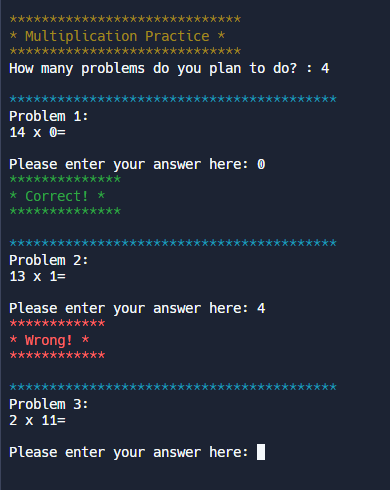 *****************************
* Multiplication Practice *
*****************************
How many problems do you plan to do? : 4
*****************************************
Problem 1:
14 x 0=
Please enter your answer here: 0
**************
* Correct! *
**************
*****************************************
Problem 2:
13 x 1=
Please enter your answer here: 4
************
* Wrong! *
************
*****************************************
Problem 3:
2 x 11=
Please enter your answer here: